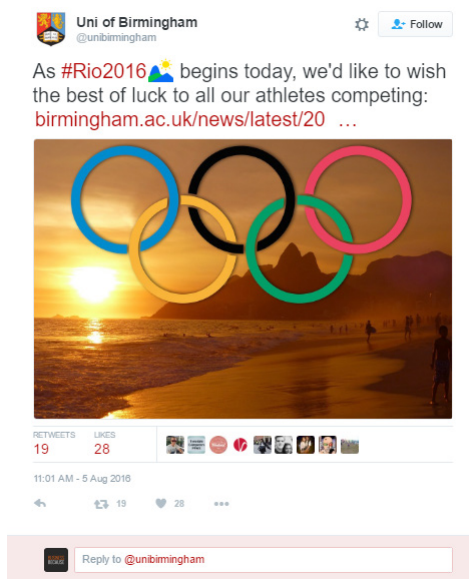 Uni of Birmingham
@unibirmingham
Follow
As #Rio2016 begins today, we'd like to wish
the best of luck to all our athletes competing:
birmingham.ac.uk/news/latest/20 …
RETWEETS LIKES
19 28
11:01 AM - 5 Aug 2016
19 28
Reply to @unibirmingham